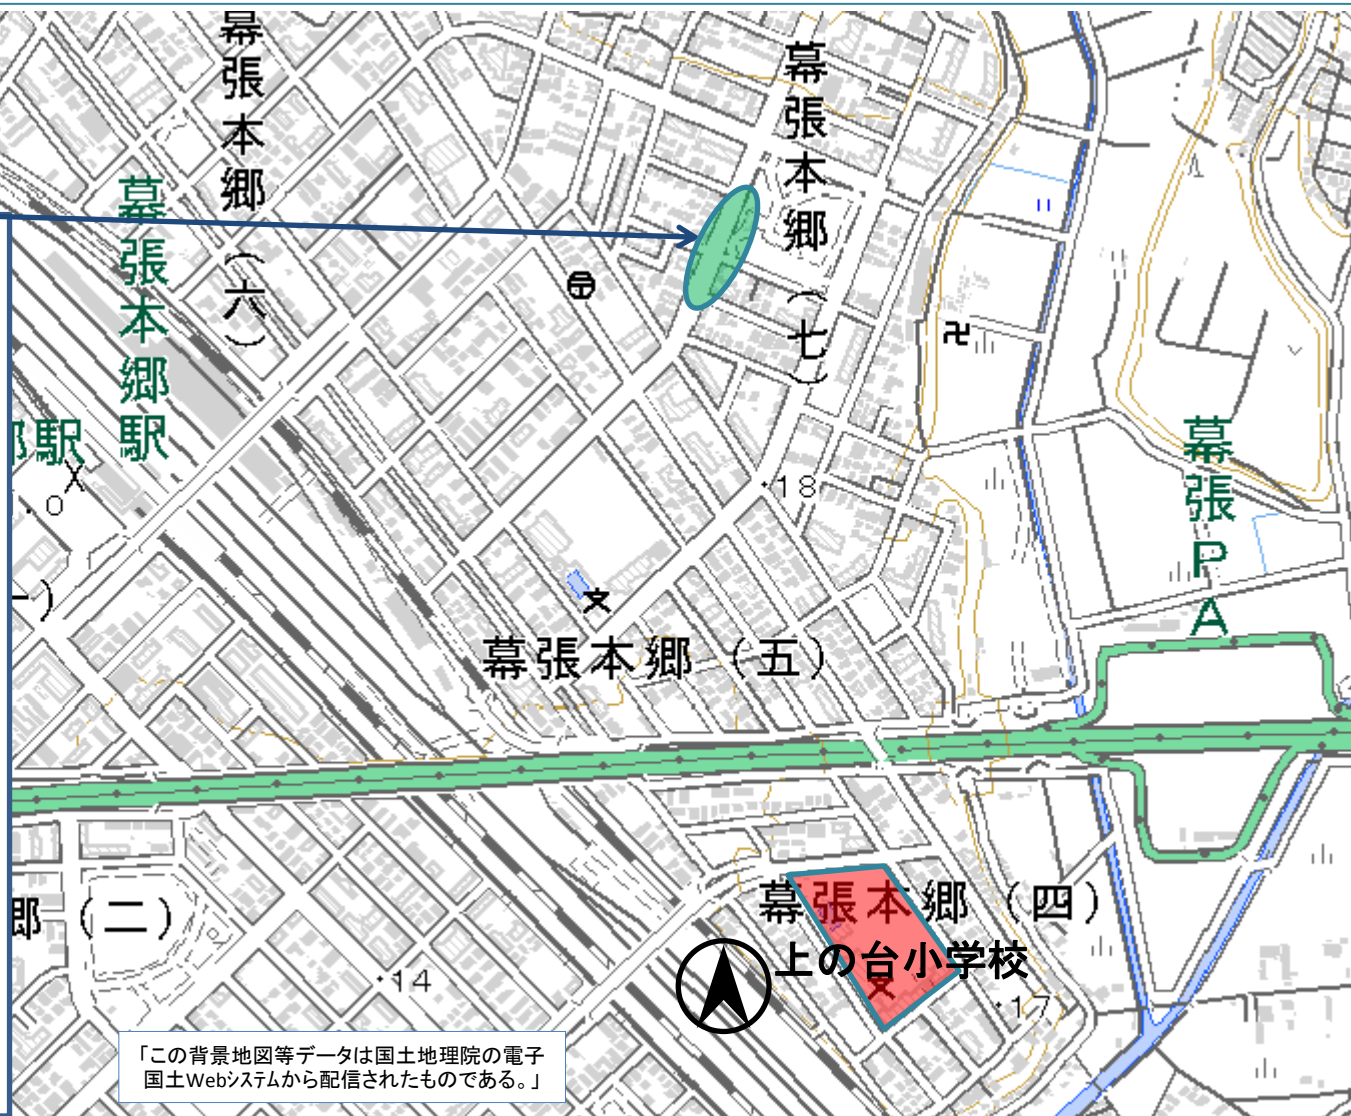 幕張本郷(六)
幕張本郷(七)
幕張本郷駅
駅
幕張PA
・18
幕張本郷(五)
郷(二)
・14
幕張本郷(四)
上の台小学校
・17
「この背景地図等データは国土地理院の電子
国土Webシステムから配信されたものである。」